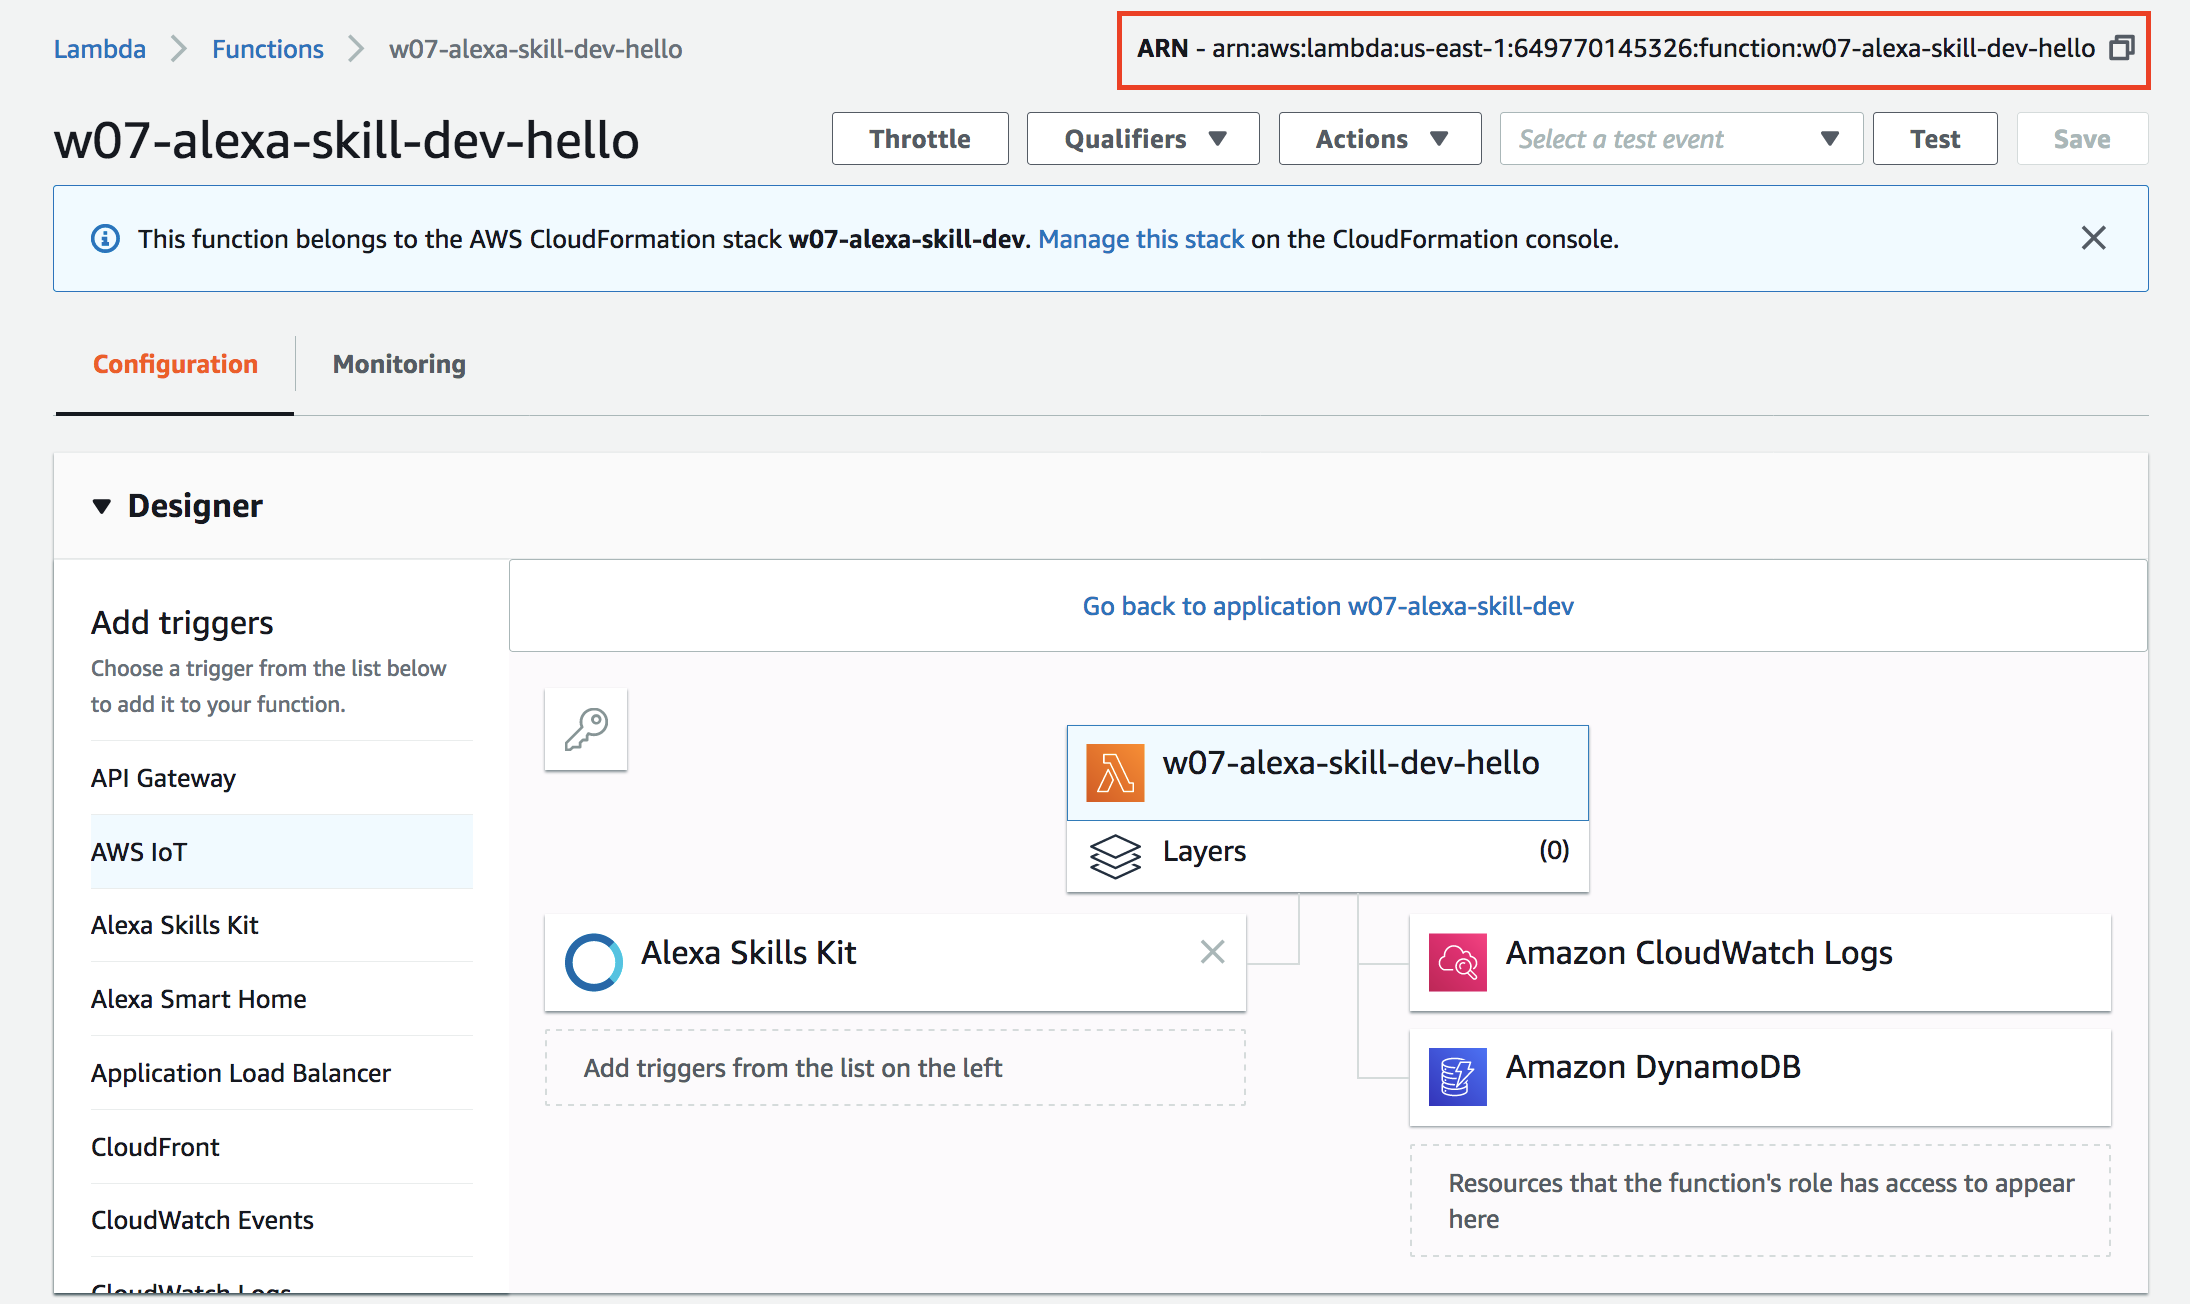 Lambda > Functions > w07-alexa-skill-dev-hello
ARN - arn:aws:lambda:us-east-1:649770145326:function:w07-alexa-skill-dev-hello
w07-alexa-skill-dev-hello
Throttle
Qualifiers
Actions
Select a test event
Test
Save
This function belongs to the AWS CloudFormation stack w07-alexa-skill-dev. Manage this stack on the CloudFormation console.
Configuration
Monitoring
Designer
Add triggers
Choose a trigger from the list below
to add it to your function.
API Gateway
AWS IoT
Alexa Skills Kit
Alexa Smart Home
Application Load Balancer
CloudFront
CloudWatch Events
CloudWatch Logs
Go back to application w07-alexa-skill-dev
w07-alexa-skill-dev-hello
Layers (0)
Alexa Skills Kit
Add triggers from the list on the left
Amazon CloudWatch Logs
Amazon DynamoDB
Resources that the function's role has access to appear
here